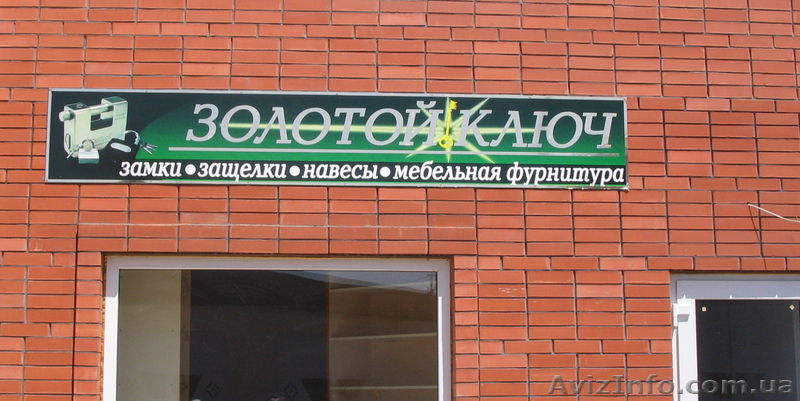 ЗОЛОТОЙ КЛЮЧ
замки • защелки • навесы • мебельная фурнитура
AvizInfo.com.ua